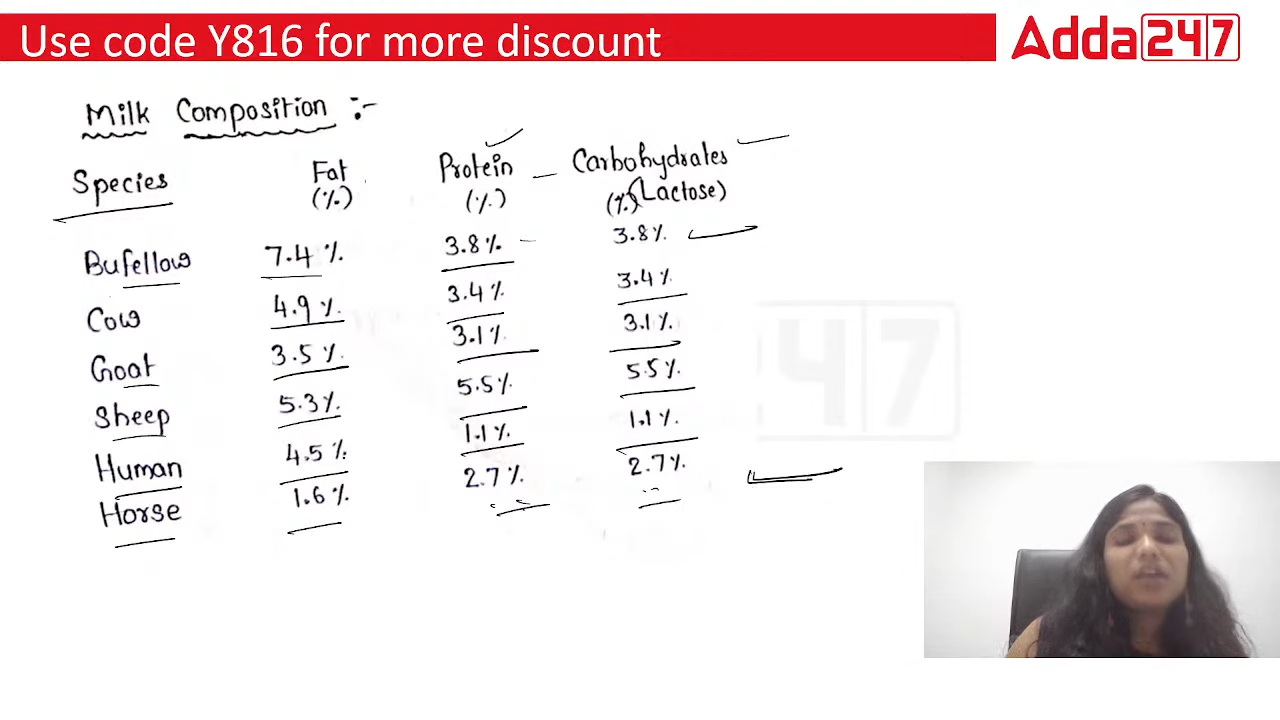 Use code Y816 for more discount
Adda247
Milk Composition :-
Species Fat (%) Protein (%) Carbohydrates (%) (Lactose)
Bufellow 7.4% 3.8% 3.8%
Cow 4.9% 3.4% 3.4%
Goat 3.5% 3.1% 3.1%
Sheep 5.3% 5.5% 5.5%
Human 4.5% 1.1% 1.1%
Horse 1.6% 2.7% 2.7%
247